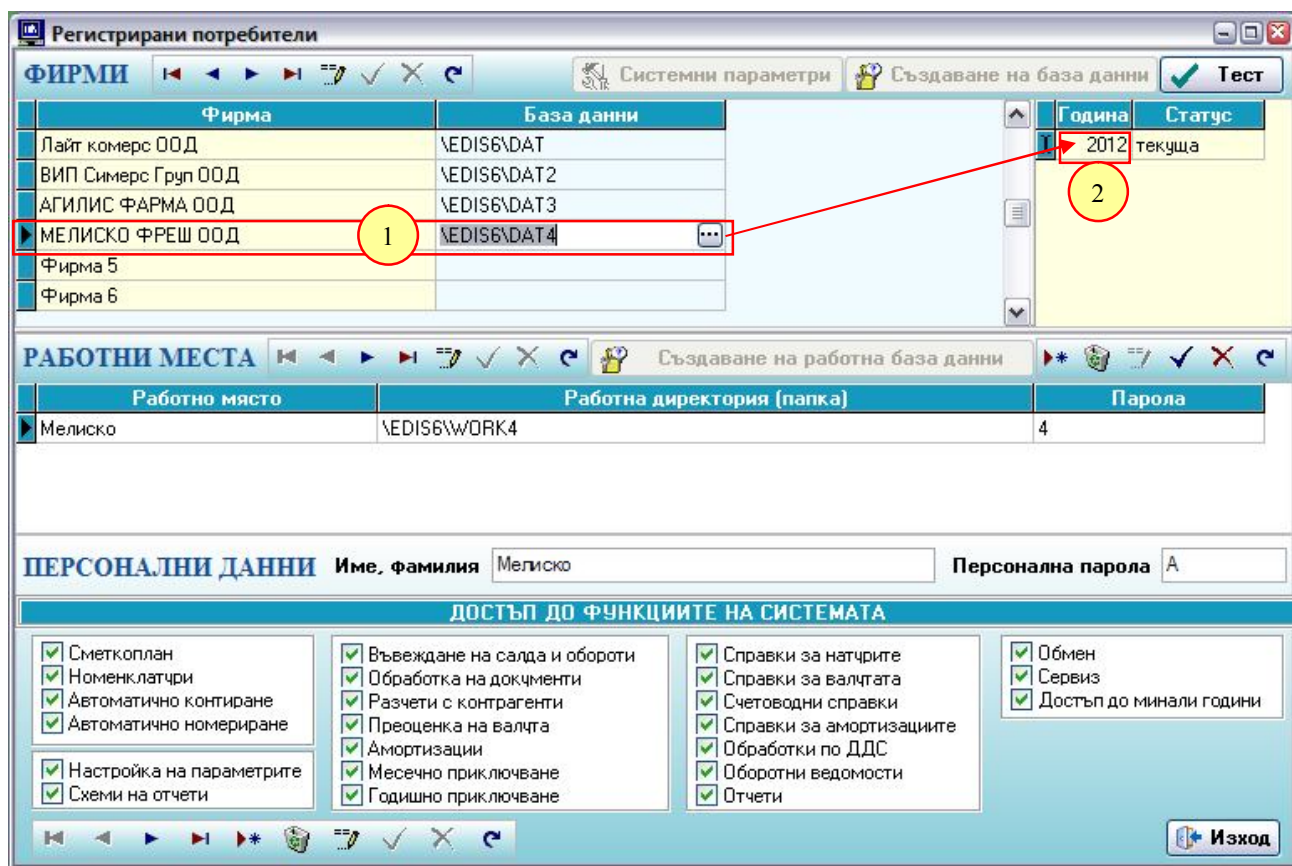 Регистрирани потребители
ФИРМИ Системни параметри Създаване на база данни Тест
Фирма База данни Година Статус
Лайт комерс ООД \EDIS6\DAT 2012 текуща
ВИП Симерс Груп ООД \EDIS6\DAT2
2
АГИЛИС ФАРМА ООД \EDIS6\DAT3
МЕЛИСКО ФРЕШ ООД 1 \EDIS6\DAT4 ...
Фирма 5
Фирма 6
РАБОТНИ МЕСТА Създаване на работна база данни
Работно място Работна директория (папка) Парола
Мелиско \EDIS6\WORK4 4
ПЕРСОНАЛНИ ДАННИ Име, фамилия Мелиско Персонална парола А
ДОСТЪП ДО ФУНКЦИИТЕ НА СИСТЕМАТА
Сметкоплан
Номенклатури
Автоматично контиране
Автоматично номериране
Настройка на параметрите
Схеми на отчети
Въвеждане на салда и обороти
Обработка на документи
Разчети с контрагенти
Преоценка на валута
Амортизации
Месечно приключване
Годишно приключване
Справки за натурите
Справки за валутата
Счетоводни справки
Справки за амортизациите
Обработки по ДДС
Оборотни ведомости
Отчети
Обмен
Сервиз
Достъп до минали години
Изход